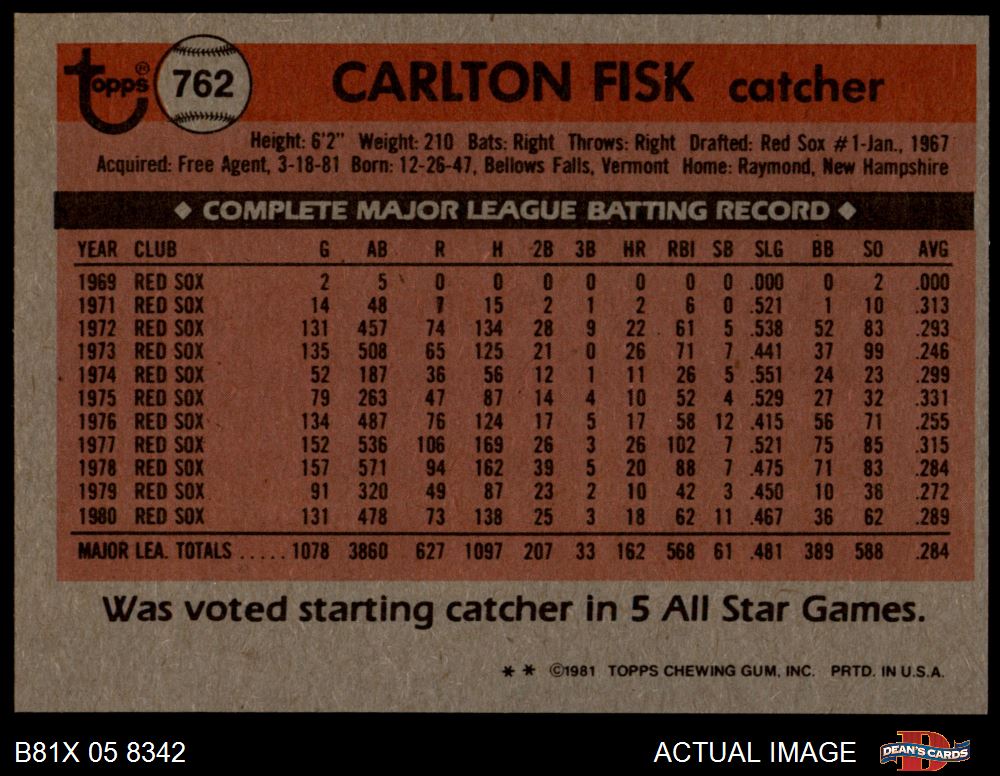 Topps® 762 CARLTON FISK catcher
Height: 6'2" Weight: 210 Bats: Right Throws: Right Drafted: Red Sox #1-Jan., 1967
Acquired: Free Agent, 3-18-81 Born: 12-26-47, Bellows Falls, Vermont Home: Raymond, New Hampshire
◆ COMPLETE MAJOR LEAGUE BATTING RECORD ◆
YEAR CLUB G AB R H 2B 3B HR RBI SB SLG BB SO AVG
1969 RED SOX 2 5 0 0 0 0 0 0 0 .000 0 2 .000
1971 RED SOX 14 48 7 15 2 1 2 6 0 .521 1 10 .313
1972 RED SOX 131 457 74 134 28 9 22 61 5 .538 52 83 .293
1973 RED SOX 135 508 65 125 21 0 26 71 7 .441 37 99 .246
1974 RED SOX 52 187 36 56 12 1 11 26 5 .551 24 23 .299
1975 RED SOX 79 263 47 87 14 4 10 52 4 .529 27 32 .331
1976 RED SOX 134 487 76 124 17 5 17 58 12 .415 56 71 .255
1977 RED SOX 152 536 106 169 26 3 26 102 7 .521 75 85 .315
1978 RED SOX 157 571 94 162 39 5 20 88 7 .475 71 83 .284
1979 RED SOX 91 320 49 87 23 2 10 42 3 .450 10 38 .272
1980 RED SOX 131 478 73 138 25 3 18 62 11 .467 36 62 .289
MAJOR LEA. TOTALS ..... 1078 3860 627 1097 207 33 162 568 61 .481 389 588 .284
Was voted starting catcher in 5 All Star Games.
* * ©1981 TOPPS CHEWING GUM, INC. PRTD. IN U.S.A.
B81X 05 8342 ACTUAL IMAGE DEAN'S CARDS